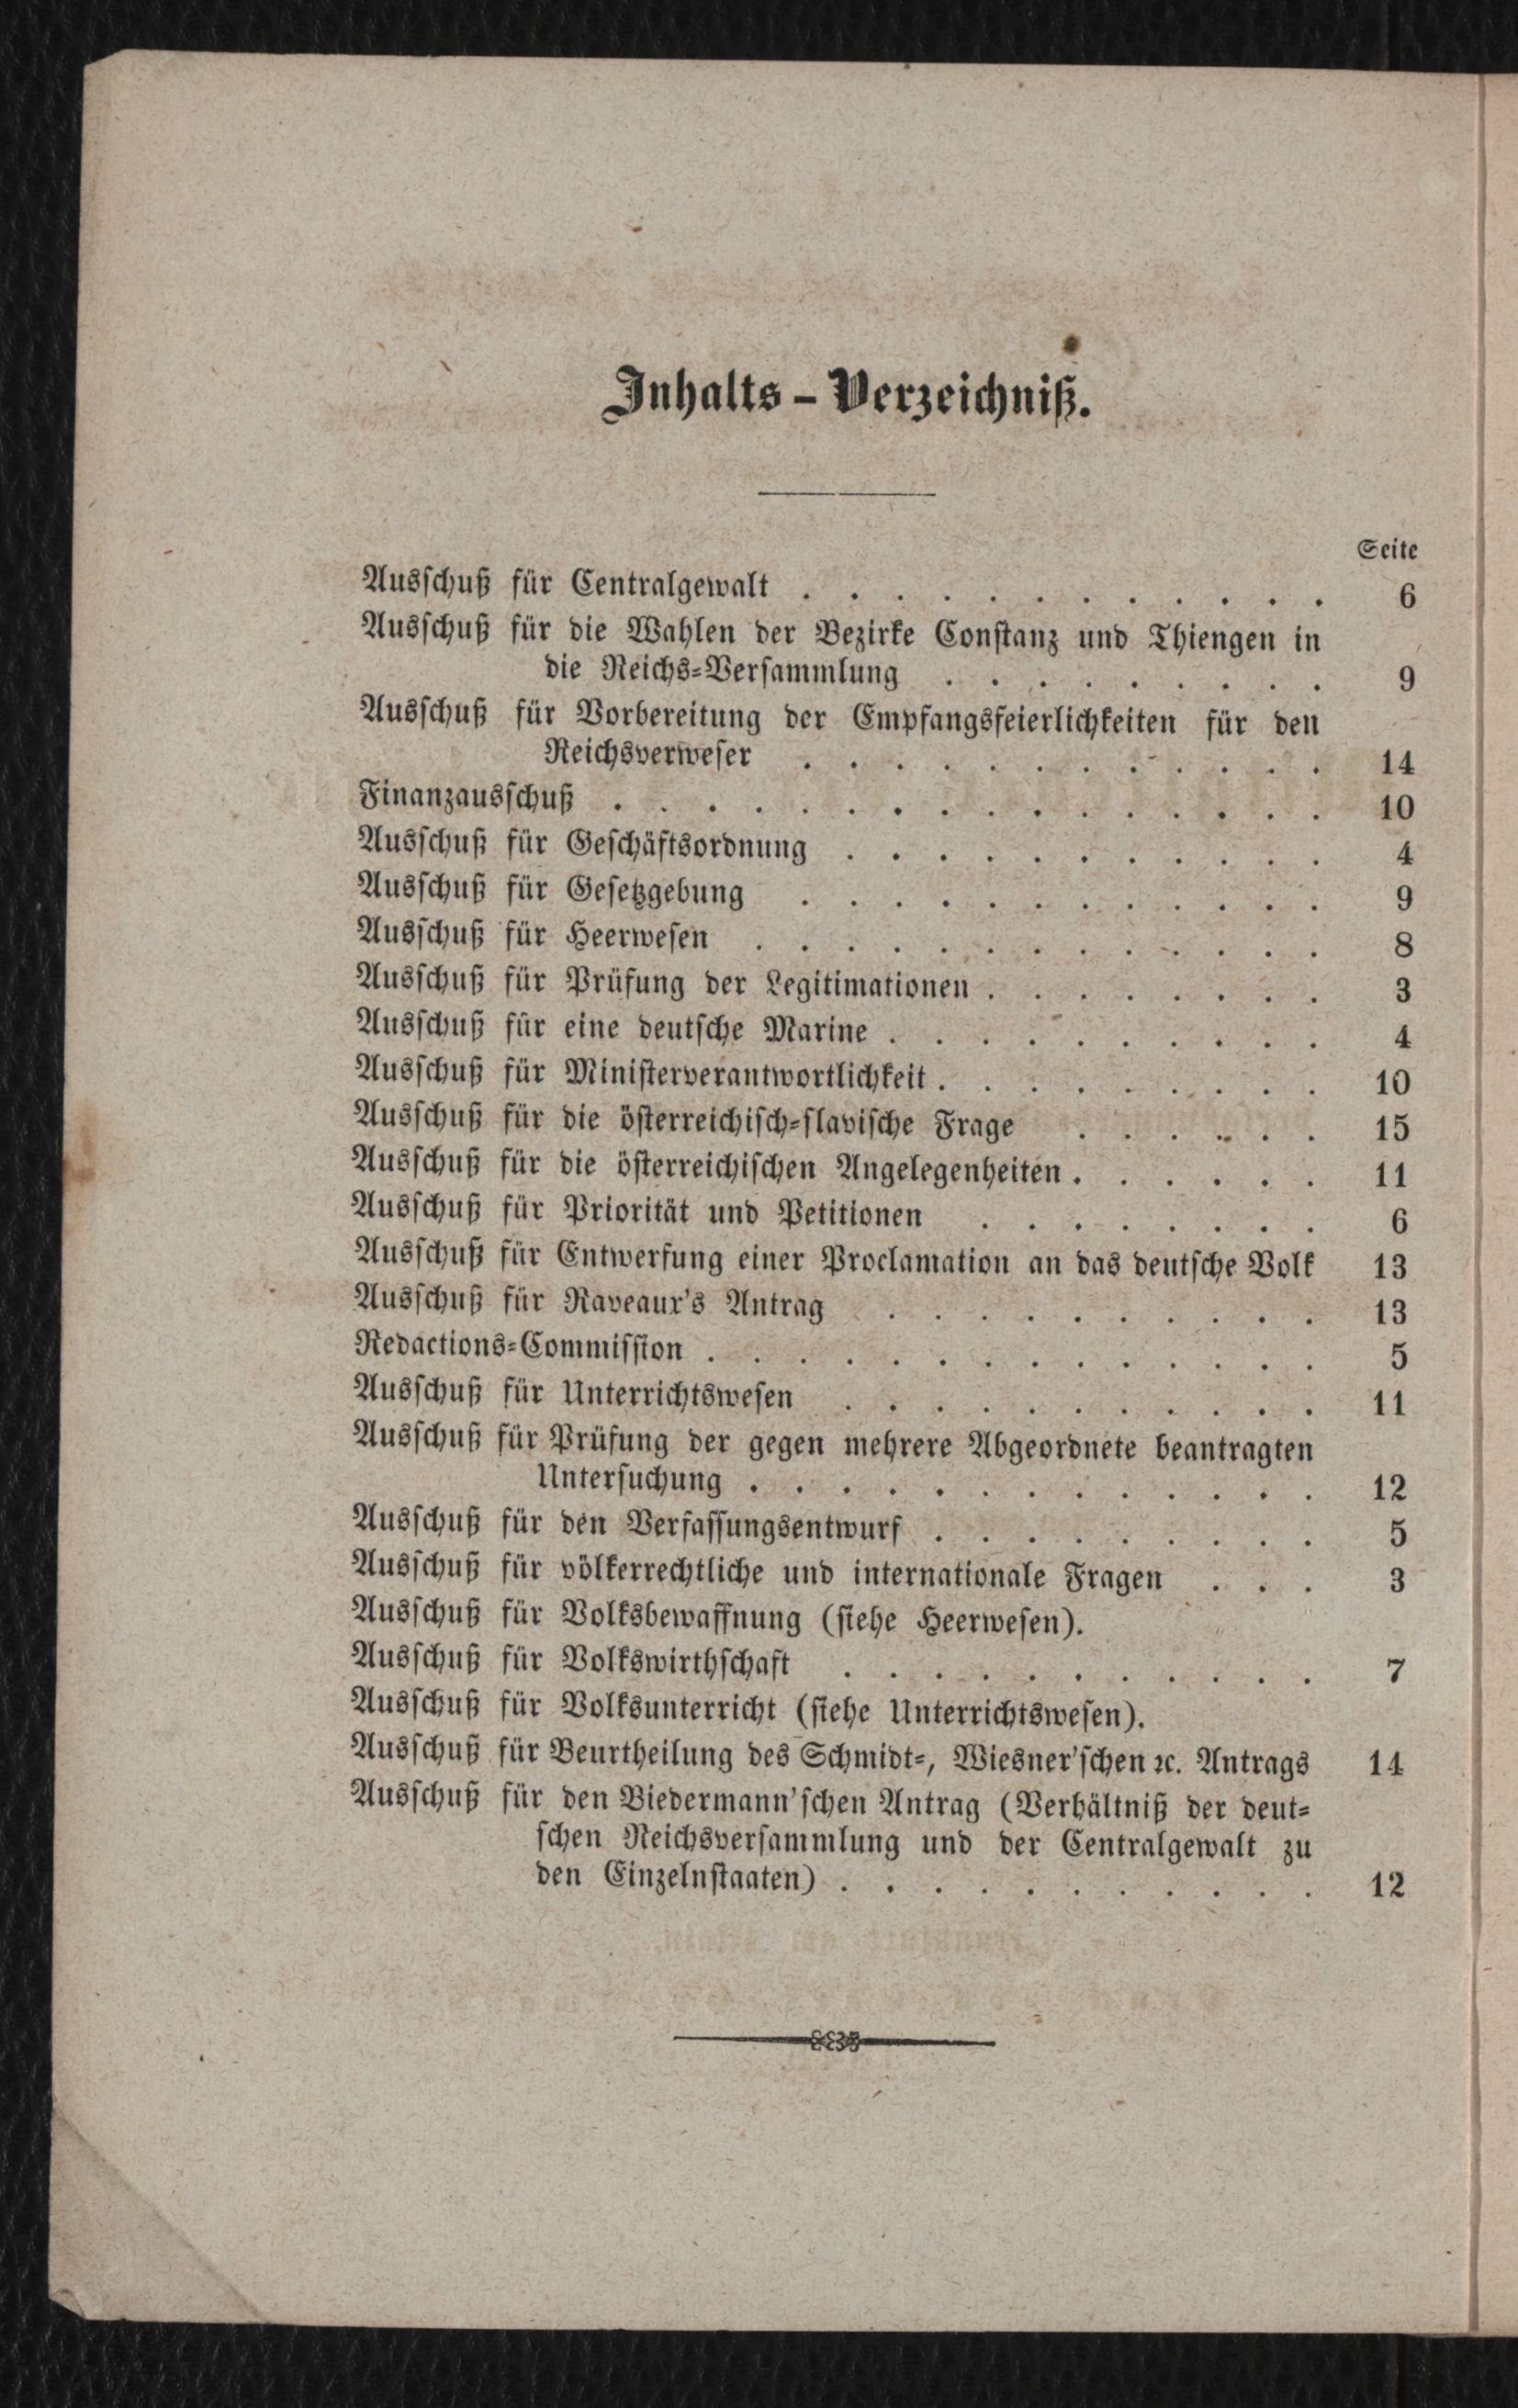 Inhalts-Verzeichniß.
Seite
Ausschuß für Centralgewalt . . . . . . . . . . . . 6
Ausschuß für die Wahlen der Bezirke Constanz und Thiengen in
die Reichs-Versammlung . . . . . . . . . 9
Ausschuß für Vorbereitung der Empfangsfeierlichkeiten für den
Reichsverweser . . . . . . . . . . . . 14
Finanzausschuß . . . . . . . . . . . . . . . . 10
Ausschuß für Geschäftsordnung . . . . . . . . . . . 4
Ausschuß für Gesetzgebung . . . . . . . . . . . . 9
Ausschuß für Heerwesen . . . . . . . . . . . . . 8
Ausschuß für Prüfung der Legitimationen . . . . . . . . 3
Ausschuß für eine deutsche Marine . . . . . . . . . . 4
Ausschuß für Ministerverantwortlichkeit . . . . . . . . . 10
Ausschuß für die österreichisch-slavische Frage . . . . . . 15
Ausschuß für die österreichischen Angelegenheiten . . . . . . 11
Ausschuß für Priorität und Petitionen . . . . . . . . 6
Ausschuß für Entwerfung einer Proclamation an das deutsche Volk 13
Ausschuß für Raveaux's Antrag . . . . . . . . . . 13
Redactions-Commission . . . . . . . . . . . . . . 5
Ausschuß für Unterrichtswesen . . . . . . . . . . . 11
Ausschuß für Prüfung der gegen mehrere Abgeordnete beantragten
Untersuchung . . . . . . . . . . . . . 12
Ausschuß für den Verfassungsentwurf . . . . . . . . . 5
Ausschuß für völkerrechtliche und internationale Fragen . . . 3
Ausschuß für Volksbewaffnung (siehe Heerwesen).
Ausschuß für Volkswirthschaft . . . . . . . . . . . 7
Ausschuß für Volksunterricht (siehe Unterrichtswesen).
Ausschuß für Beurtheilung des Schmidt-, Wiesner'schen ꝛc. Antrags 14
Ausschuß für den Biedermann'schen Antrag (Verhältniß der deut-
schen Reichsversammlung und der Centralgewalt zu
den Einzelnstaaten) . . . . . . . . . . . 12